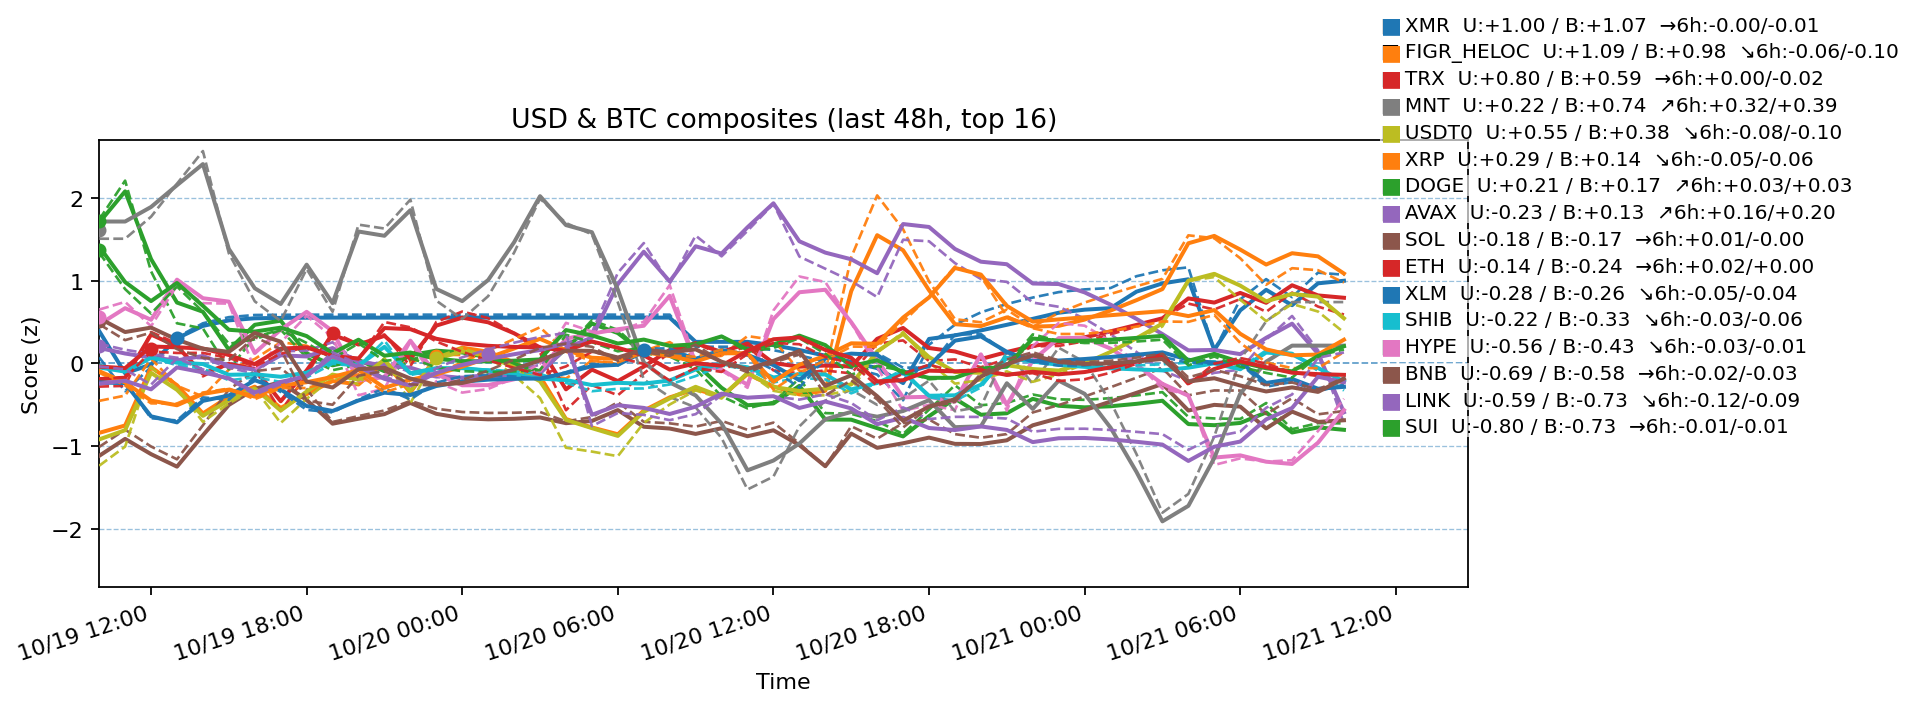 XMR  U:+1.00 / B:+1.07  →6h:-0.00/-0.01
FIGR_HELOC  U:+1.09 / B:+0.98  ↘6h:-0.06/-0.10
TRX  U:+0.80 / B:+0.59  →6h:+0.00/-0.02
MNT  U:+0.22 / B:+0.74  ↗6h:+0.32/+0.39
USDT0  U:+0.55 / B:+0.38  ↘6h:-0.08/-0.10
XRP  U:+0.29 / B:+0.14  ↘6h:-0.05/-0.06
DOGE  U:+0.21 / B:+0.17  ↗6h:+0.03/+0.03
AVAX  U:-0.23 / B:+0.13  ↗6h:+0.16/+0.20
SOL  U:-0.18 / B:-0.17  →6h:+0.01/-0.00
ETH  U:-0.14 / B:-0.24  →6h:+0.02/+0.00
XLM  U:-0.28 / B:-0.26  ↘6h:-0.05/-0.04
SHIB  U:-0.22 / B:-0.33  ↘6h:-0.03/-0.06
HYPE  U:-0.56 / B:-0.43  ↘6h:-0.03/-0.01
BNB  U:-0.69 / B:-0.58  →6h:-0.02/-0.03
LINK  U:-0.59 / B:-0.73  ↘6h:-0.12/-0.09
SUI  U:-0.80 / B:-0.73  →6h:-0.01/-0.01
USD & BTC composites (last 48h, top 16)
Score (z)
2
1
0
−1
−2
10/19 12:00
10/19 18:00
10/20 00:00
10/20 06:00
10/20 12:00
10/20 18:00
10/21 00:00
10/21 06:00
10/21 12:00
Time